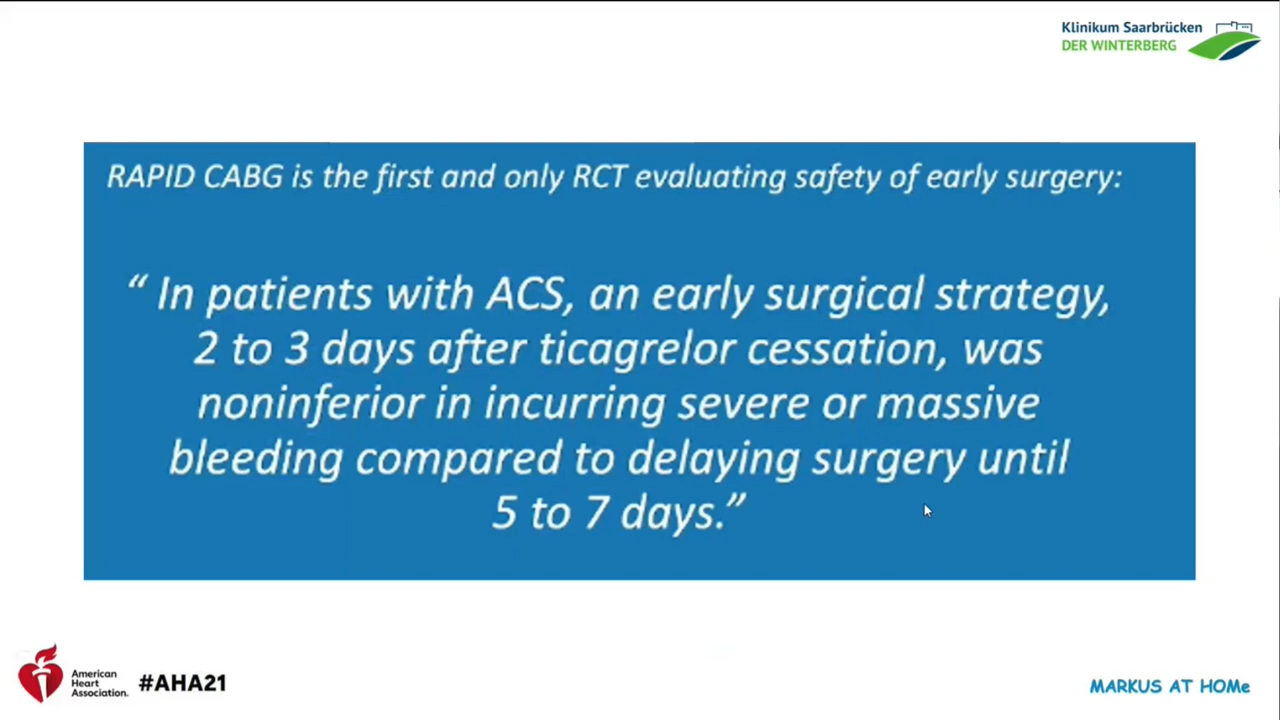 Klinikum Saarbrücken
DER WINTERBERG
RAPID CABG is the first and only RCT evaluating safety of early surgery:
“ In patients with ACS, an early surgical strategy,
2 to 3 days after ticagrelor cessation, was
noninferior in incurring severe or massive
bleeding compared to delaying surgery until
5 to 7 days.”
American
Heart
Association.
#AHA21
MARKUS AT HOMe